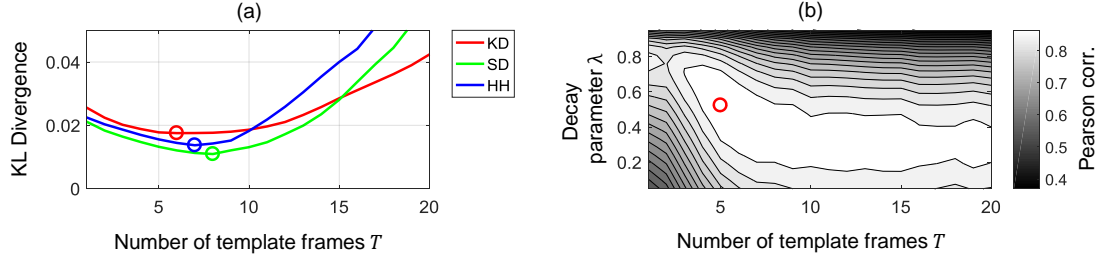 (a)
KL Divergence
0.04
0.02
0
5
10
15
20
Number of template frames T
KD
SD
HH
(b)
Decay
parameter λ
0.8
0.6
0.4
0.2
5
10
15
20
Number of template frames T
0.8
0.7
0.6
0.5
0.4
Pearson corr.